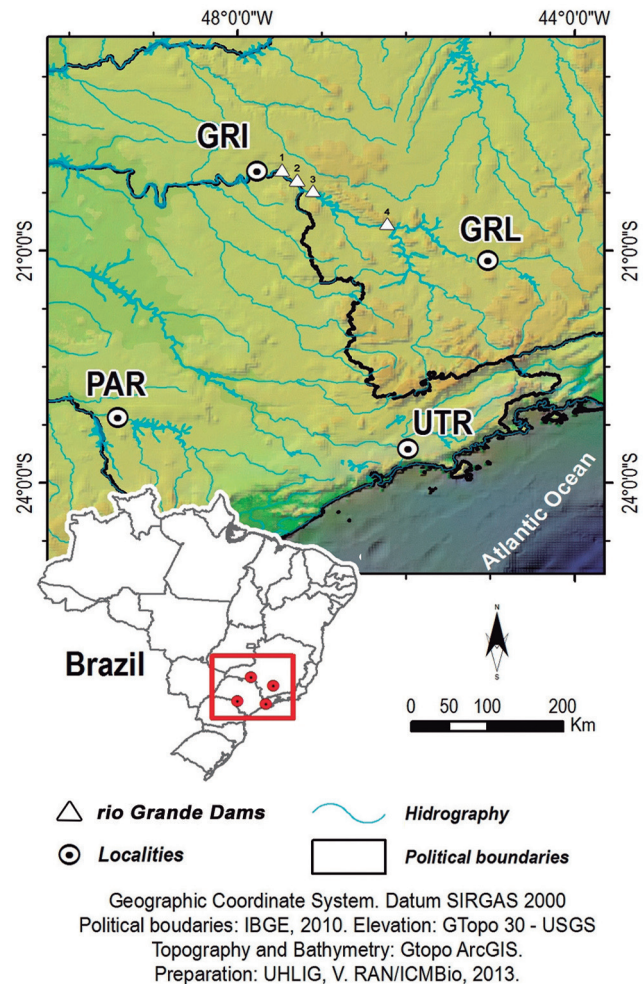 48°0'0"W 44°0'0"W
GRI
1
2
3
4
GRL
21°0'0"S 21°0'0"S
PAR
UTR
24°0'0"S 24°0'0"S
Atlantic Ocean
Brazil
N
S
0 50 100 200
Km
rio Grande Dams Hidrography
Localities Political boundaries
Geographic Coordinate System. Datum SIRGAS 2000
Political boudaries: IBGE, 2010. Elevation: GTopo 30 - USGS
Topography and Bathymetry: Gtopo ArcGIS.
Preparation: UHLIG, V. RAN/ICMBio, 2013.